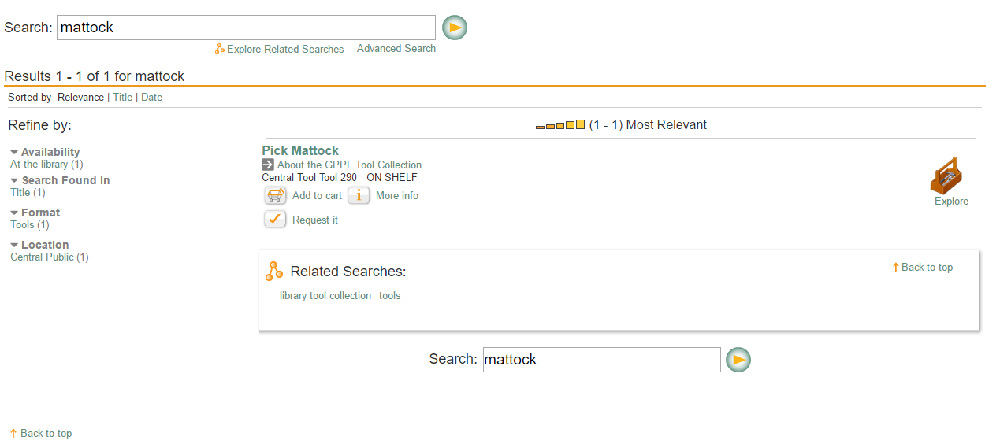 Search: mattock
Explore Related Searches Advanced Search
Results 1 - 1 of 1 for mattock
Sorted by Relevance | Title | Date
Refine by:
(1 - 1) Most Relevant
Availability
At the library (1)
Search Found In
Title (1)
Format
Tools (1)
Location
Central Public (1)
Pick Mattock
About the GPPL Tool Collection.
Central Tool Tool 290 ON SHELF
Add to cart More info
Request it
Explore
Related Searches:
Back to top
library tool collection tools
Search: mattock
Back to top